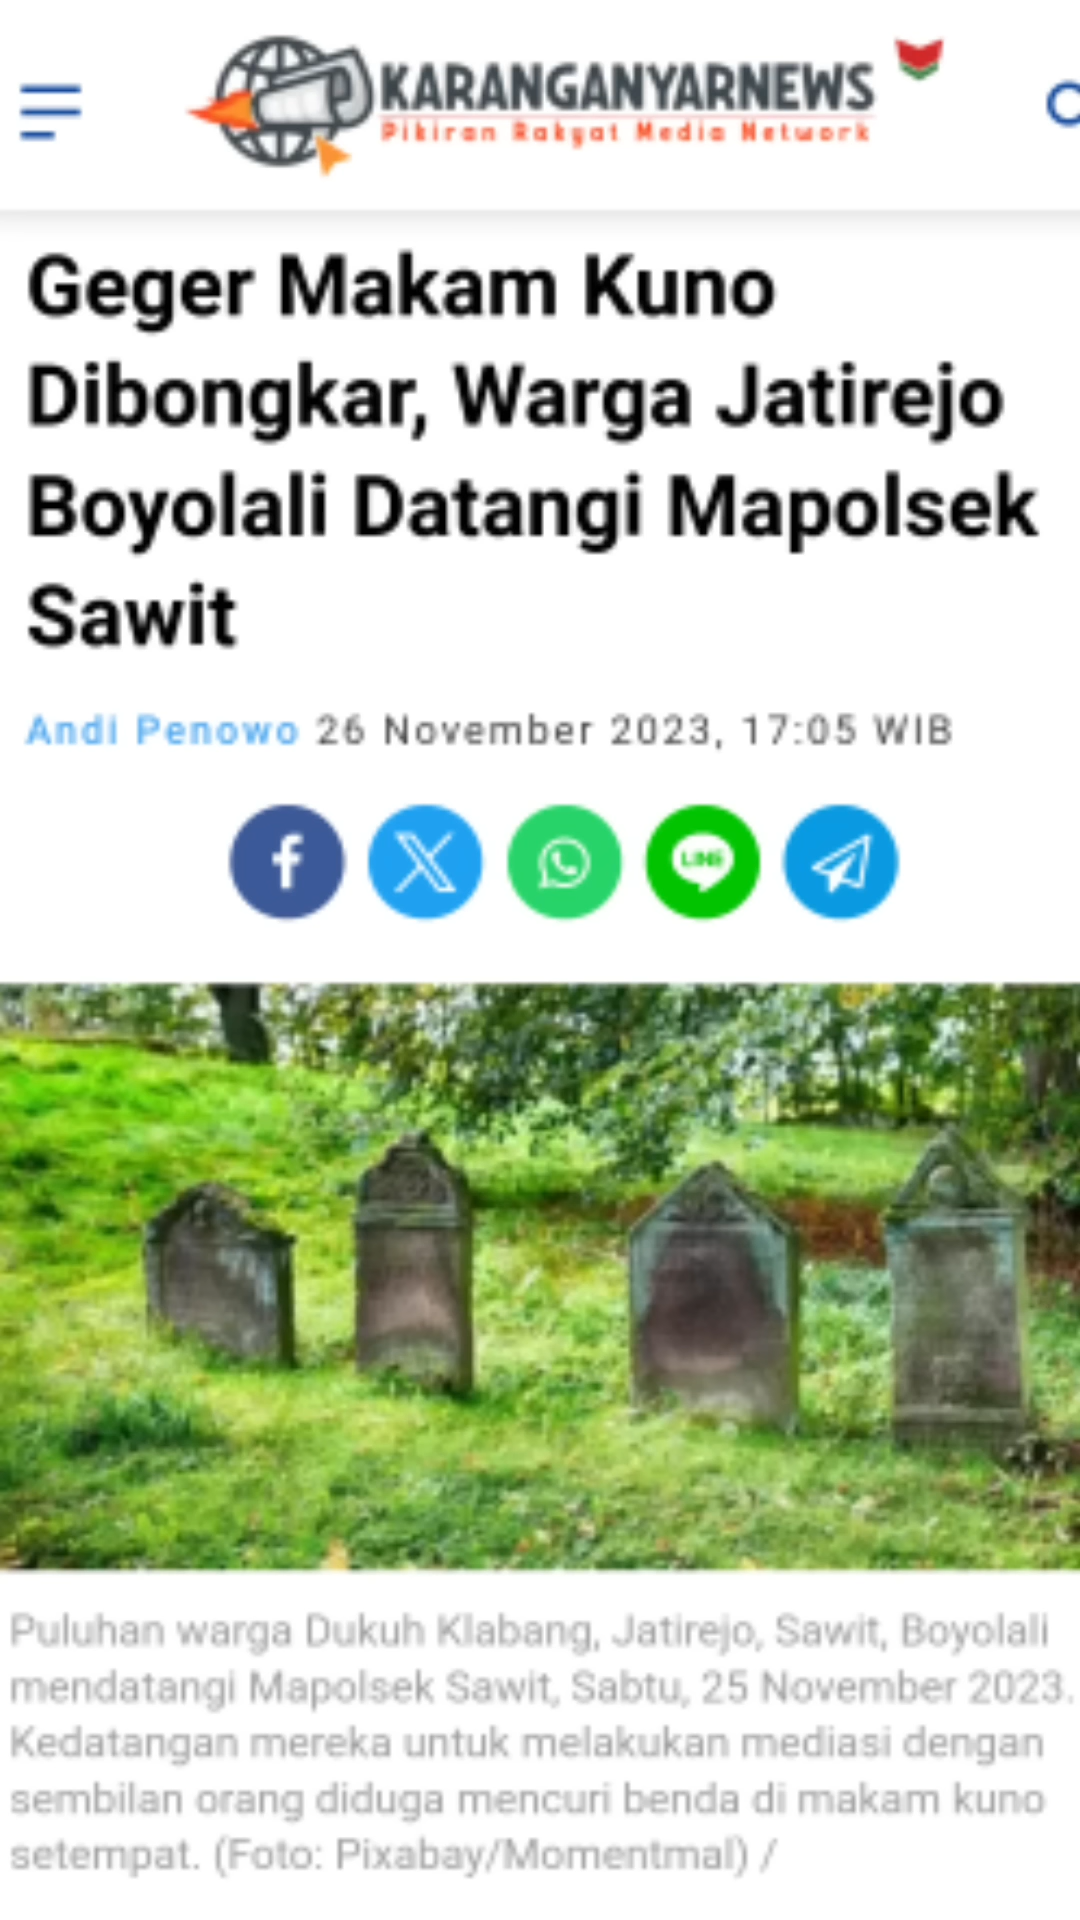 KARANGANYARNEWS
Pikiran Rakyat Media Network
Geger Makam Kuno
Dibongkar, Warga Jatirejo
Boyolali Datangi Mapolsek
Sawit
Andi Penowo 26 November 2023, 17:05 WIB
LINE
Puluhan warga Dukuh Klabang, Jatirejo, Sawit, Boyolali
mendatangi Mapolsek Sawit, Sabtu, 25 November 2023.
Kedatangan mereka untuk melakukan mediasi dengan
sembilan orang diduga mencuri benda di makam kuno
setempat. (Foto: Pixabay/Momentmal) /